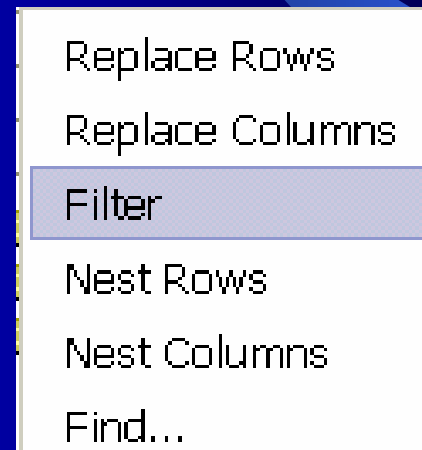 Replace Rows
Replace Columns
Filter
Nest Rows
Nest Columns
Find...